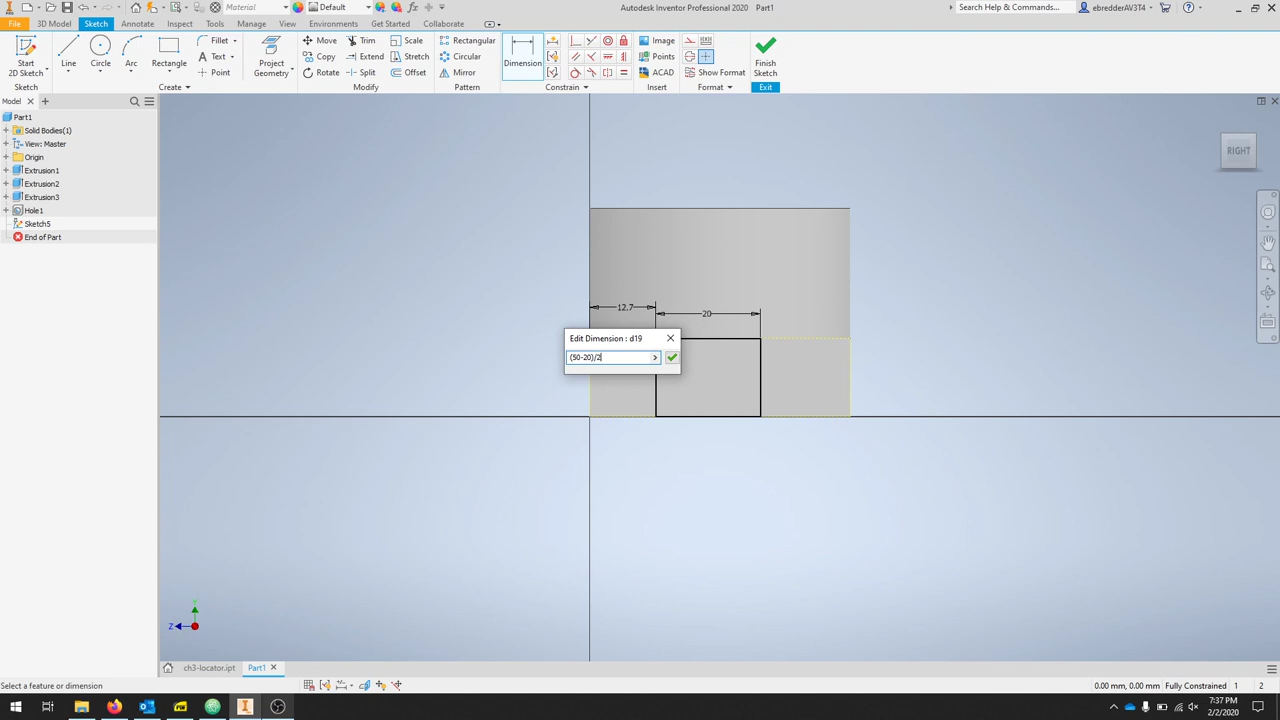 Material
Default
Autodesk Inventor Professional 2020 Part1
Search Help & Commands...
ebredderAV3T4
File
3D Model
Sketch
Annotate
Inspect
Tools
Manage
View
Environments
Get Started
Collaborate
Start
2D Sketch
Line
Circle
Arc
Rectangle
Fillet
Text
Point
Project
Geometry
Move
Copy
Rotate
Trim
Extend
Split
Scale
Stretch
Offset
Rectangular
Circular
Mirror
Dimension
Image
Points
ACAD
Show Format
Finish
Sketch
Sketch
Create
Modify
Pattern
Constrain
Insert
Format
Exit
Model
Part1
Solid Bodies(1)
View: Master
Origin
Extrusion1
Extrusion2
Extrusion3
Hole1
Sketch5
End of Part
RIGHT
12.7
20
Edit Dimension : d19
(50-20)/2
Y
Z
ch3-locator.ipt
Part1
Select a feature or dimension
0.00 mm, 0.00 mm
Fully Constrained
1
2
7:37 PM
2/2/2020